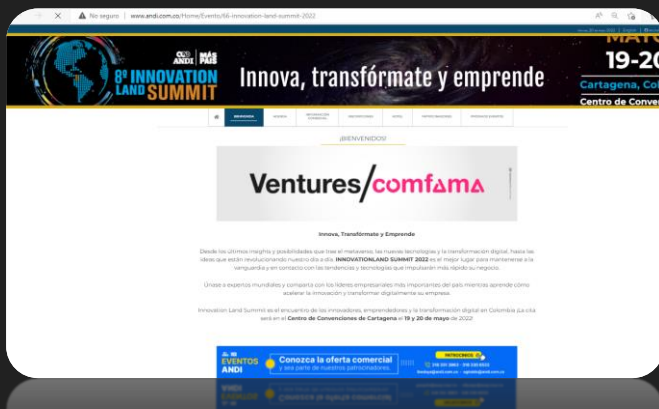 No seguro | www.andi.com.co/Home/Evento/66-innovation-land-summit-2022
ANDI | MÁS PAÍS
8º INNOVATION
LAND SUMMIT
Innova, transfórmate y emprende
MAYO
19-20
Cartagena, Col
Centro de Conven
BIENVENIDA
AGENDA
¡BIENVENIDOS!
Ventures/comfama
Innova, Transfórmate y Emprende
Desde los últimos insights y posibilidades que trae el metaverso, las nuevas tecnologías y la transformación digital, hasta las
ideas que están revolucionando nuestro día a día. INNOVATIONLAND SUMMIT 2022 es el mejor lugar para mantenerse a la
vanguardia y en contacto con las tendencias y tecnologías que impulsarán más rápido su negocio.
Únase a expertos mundiales y comparta con los líderes empresariales más importantes del país mientras aprende cómo
acelerar la innovación y transformar digitalmente su empresa.
Innovation Land Summit es el encuentro de los innovadores, emprendedores y la transformación digital en Colombia ¡La cita
será en el Centro de Convenciones de Cartagena el 19 y 20 de mayo de 2022!
EVENTOS
ANDI
Conozca la oferta comercial
y sea parte de nuestros patrocinadores
PATROCINIOS